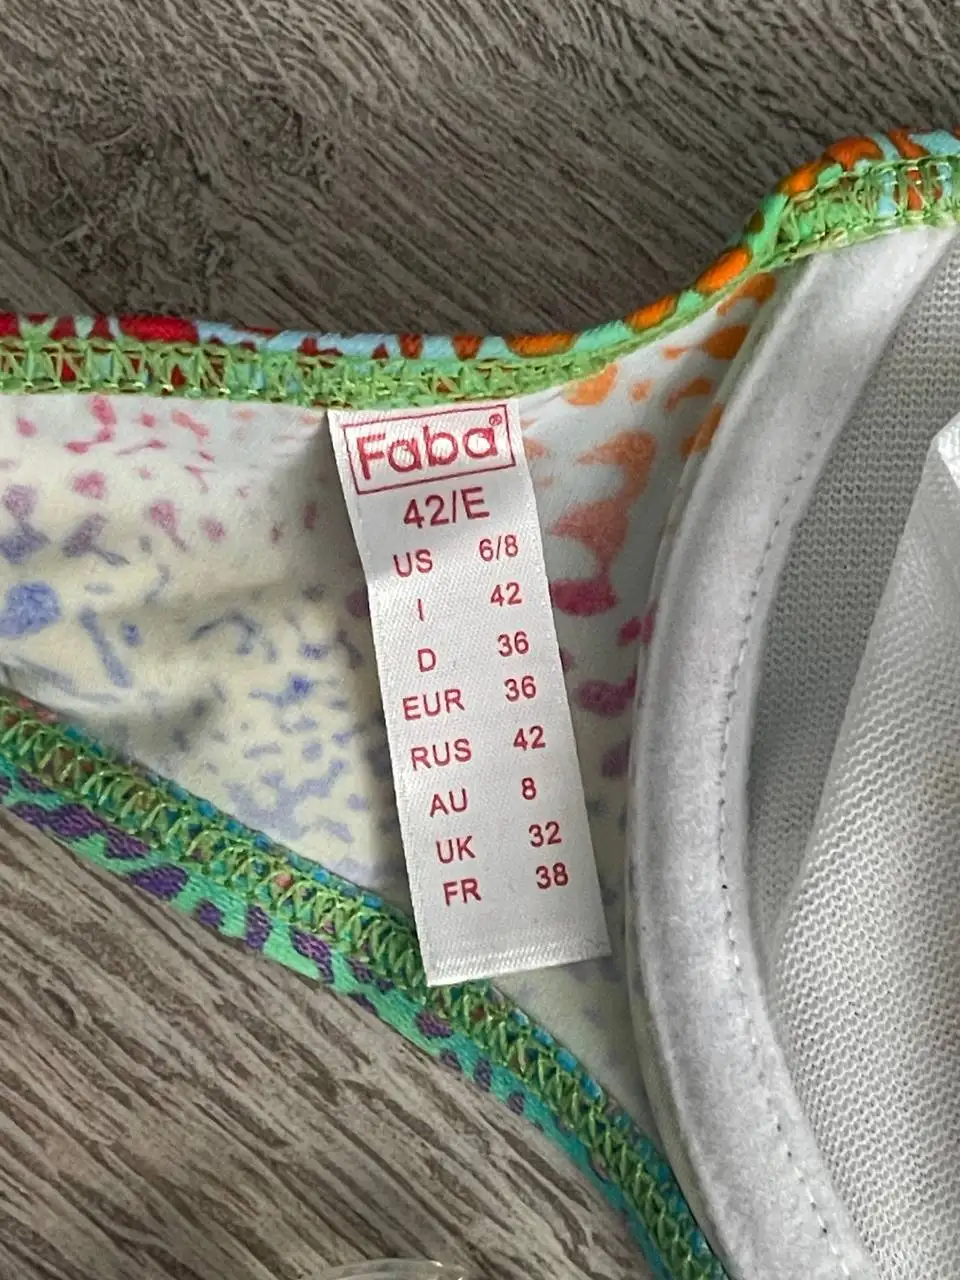 Faba®
42/E
US 6/8
I 42
D 36
EUR 36
RUS 42
AU 8
UK 32
FR 38